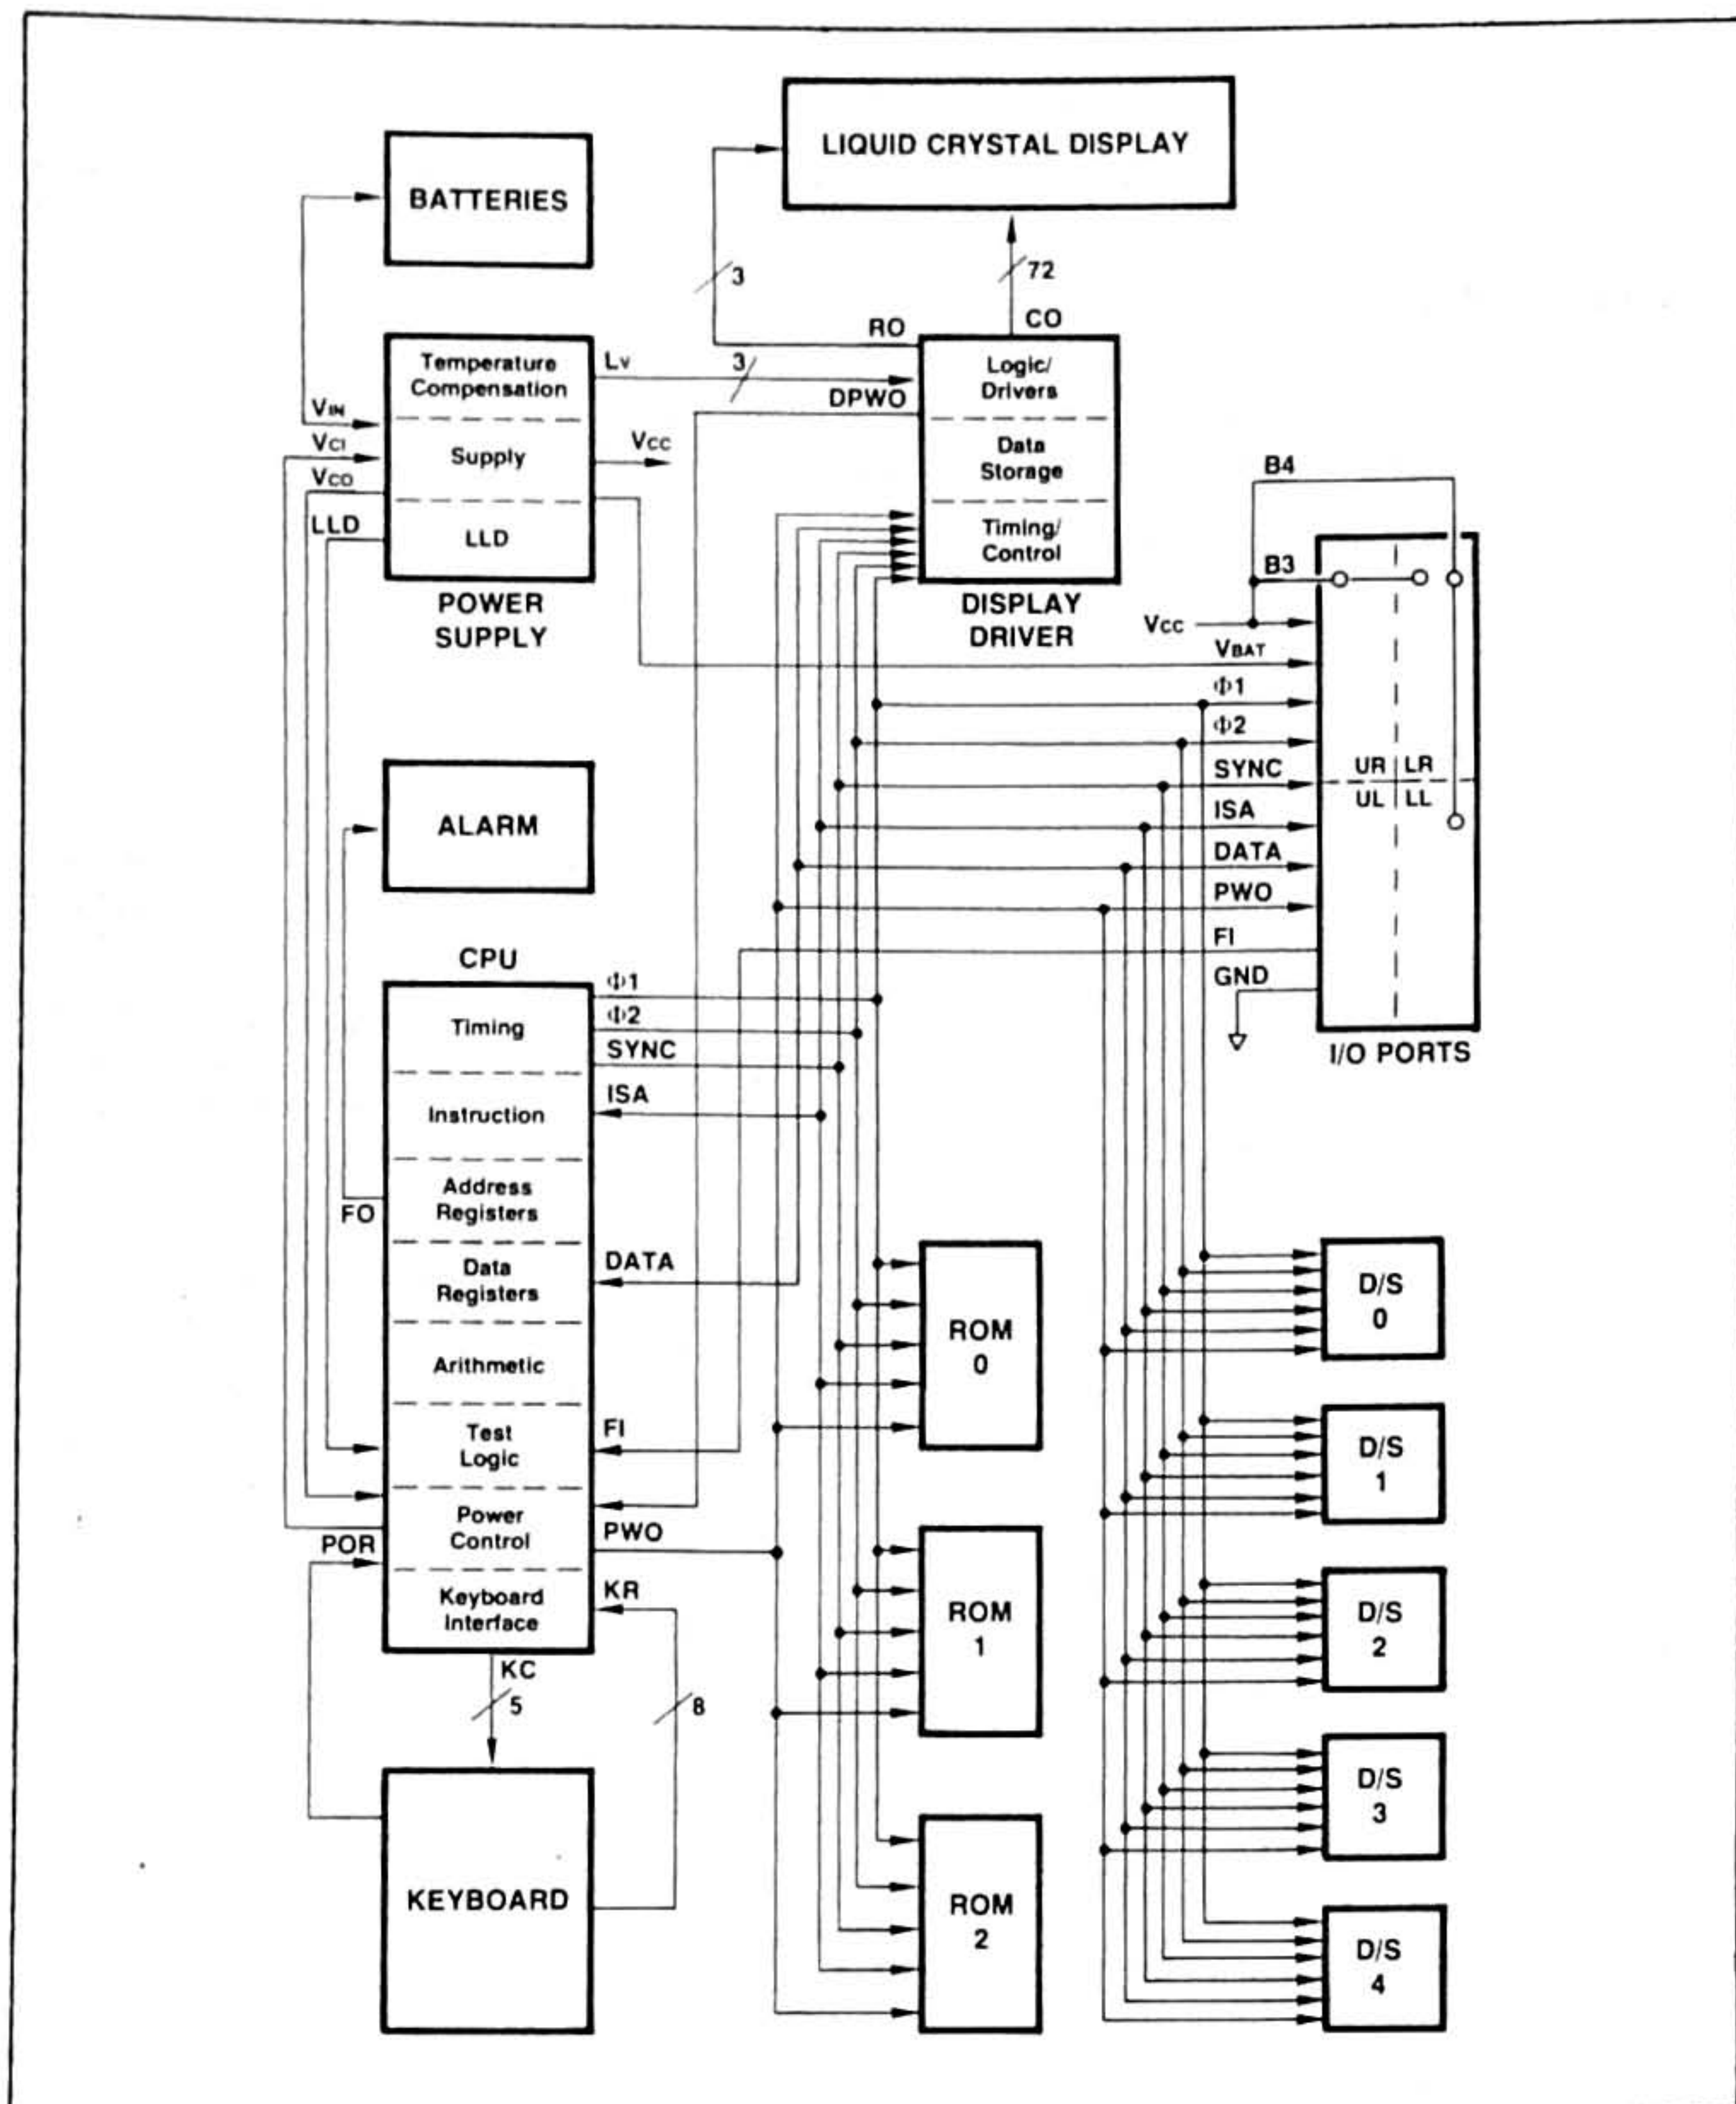 LIQUID CRYSTAL DISPLAY
BATTERIES
3
72
RO
CO
Temperature
Compensation
LV
3
Logic/
Drivers
DPWO
VIN
VCI
Supply
VCC
Data
Storage
VCO
B4
LLD
LLD
Timing/
Control
B3
POWER
SUPPLY
DISPLAY
DRIVER
VCC
VBAT
Φ1
Φ2
SYNC
UR LR
UL LL
ISA
ALARM
DATA
PWO
FI
CPU
GND
Φ1
Timing
Φ2
SYNC
I/O PORTS
ISA
Instruction
Address
Registers
FO
DATA
Data
Registers
D/S
0
ROM
0
Arithmetic
FI
Test
Logic
D/S
1
Power
Control
PWO
POR
KR
Keyboard
Interface
ROM
1
D/S
2
KC
5
8
D/S
3
KEYBOARD
ROM
2
D/S
4